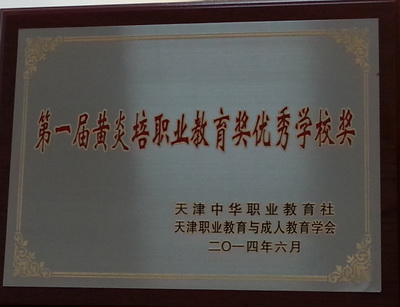 第一届黄炎培职业教育奖优秀学校奖
天津中华职业教育社
天津职业教育与成人教育学会
二〇一四年六月